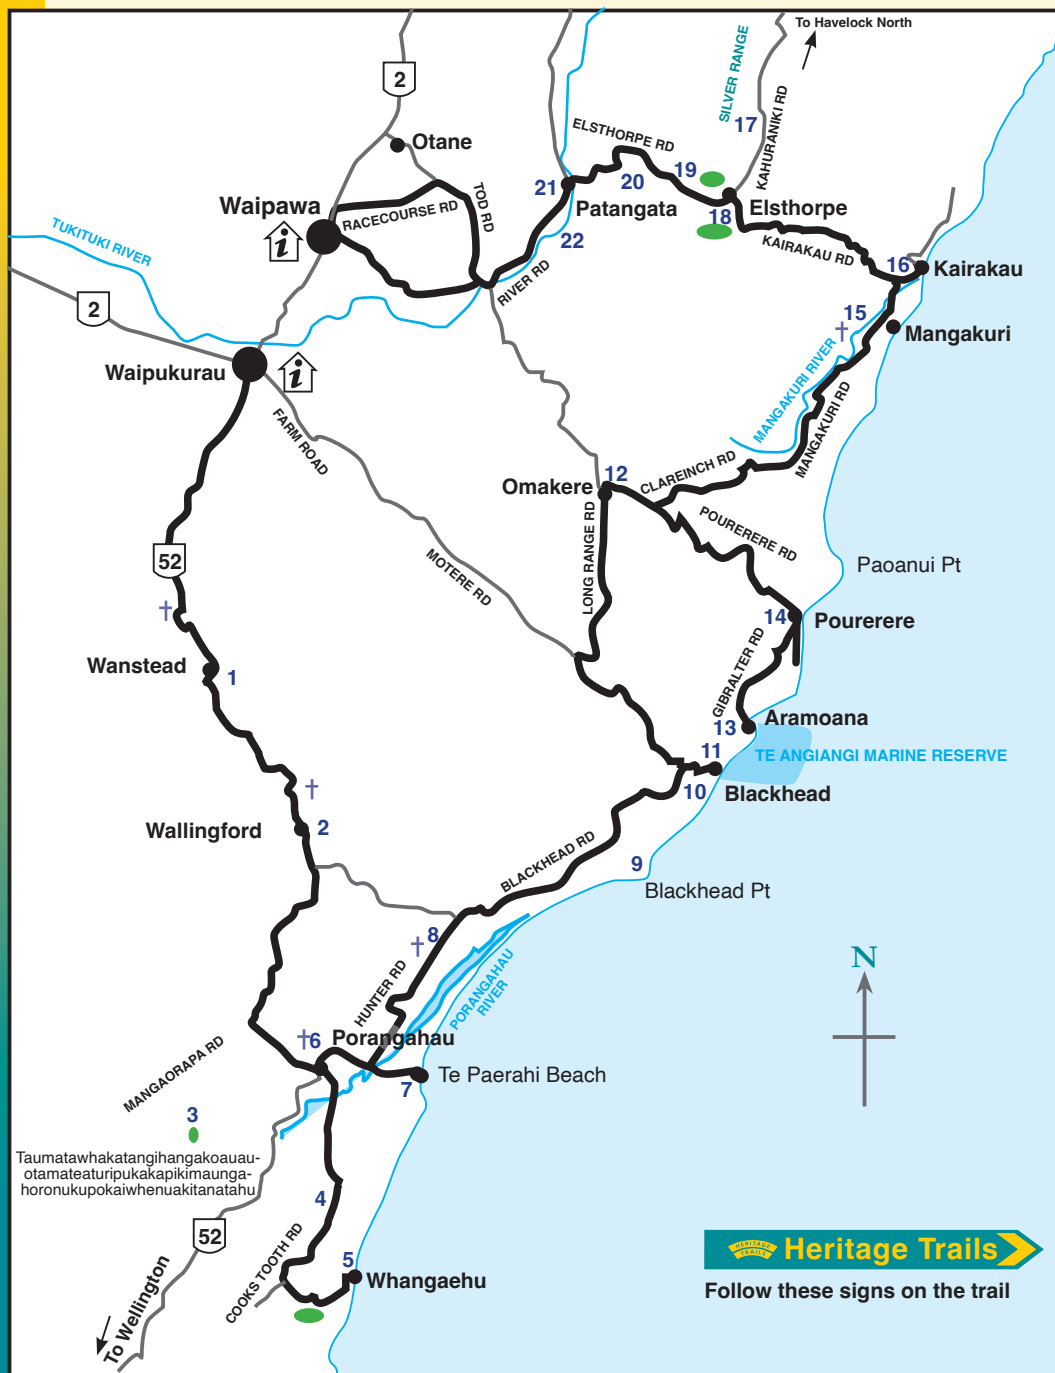 To Havelock North
2
SILVER RANGE
17
KAHURANIKI RD
ELSTHORPE RD
Otane
19
20
21
Patangata
Elsthorpe
18
Waipawa
RACECOURSE RD
TOD RD
22
KAIRAKAU RD
TUKITUKI RIVER
16
Kairakau
RIVER RD
2
15
Mangakuri
MANGAKURI RIVER
MANGAKURI RD
Waipukurau
i
i
FARM ROAD
CLAREINCH RD
12
Omakere
POURERERE RD
LONG RANGE RD
52
MOTERE RD
Paoanui Pt
14
Pourerere
Wanstead
1
GIBRALTER RD
Aramoana
13
11
TE ANGIANGI MARINE RESERVE
10
Blackhead
Wallingford
2
BLACKHEAD RD
9
Blackhead Pt
8
N
HUNTER RD
PORANGAHAU
RIVER
6
Porangahau
MANGAORAPA RD
7
Te Paerahi Beach
3
Taumatawhakatangihangakoauau-
otamateaturipukakapikimaunga-
horonukupokaiwhenuakitanatahu
4
52
COOKS TOOTH RD
5
Whangaehu
To Wellington
HERITAGE
TRAILS
Heritage Trails
Follow these signs on the trail